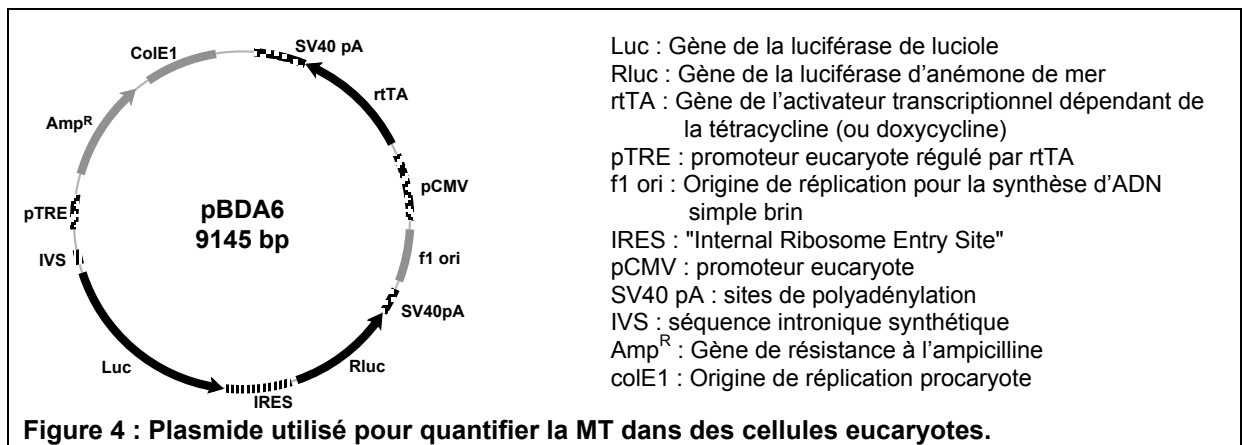 ColE1
SV40 pA
rtTA
Amp^R
pCMV
pTRE
pBDA6
9145 bp
IVS
f1 ori
SV40pA
Luc
Rluc
IRES
Luc : Gène de la luciférase de luciole
Rluc : Gène de la luciférase d'anémone de mer
rtTA : Gène de l'activateur transcriptionnel dépendant de
la tétracycline (ou doxycycline)
pTRE : promoteur eucaryote régulé par rtTA
f1 ori : Origine de réplication pour la synthèse d'ADN
simple brin
IRES : "Internal Ribosome Entry Site"
pCMV : promoteur eucaryote
SV40 pA : sites de polyadénylation
IVS : séquence intronique synthétique
Amp^R : Gène de résistance à l'ampicilline
colE1 : Origine de réplication procaryote
Figure 4 : Plasmide utilisé pour quantifier la MT dans des cellules eucaryotes.